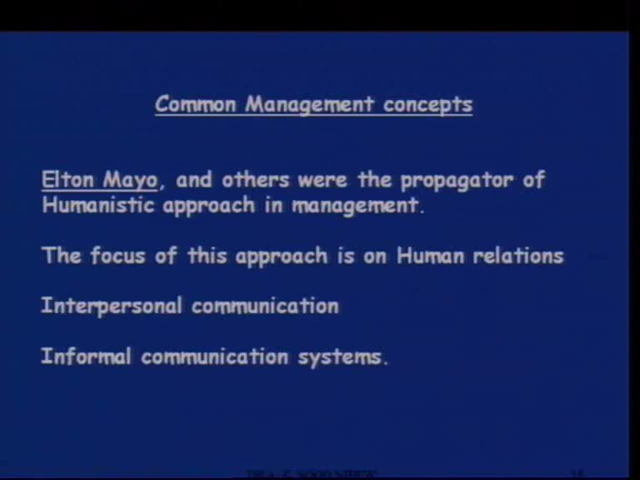 Common Management concepts
Elton Mayo, and others were the propagator of
Humanistic approach in management.
The focus of this approach is on Human relations
Interpersonal communication
Informal communication systems.